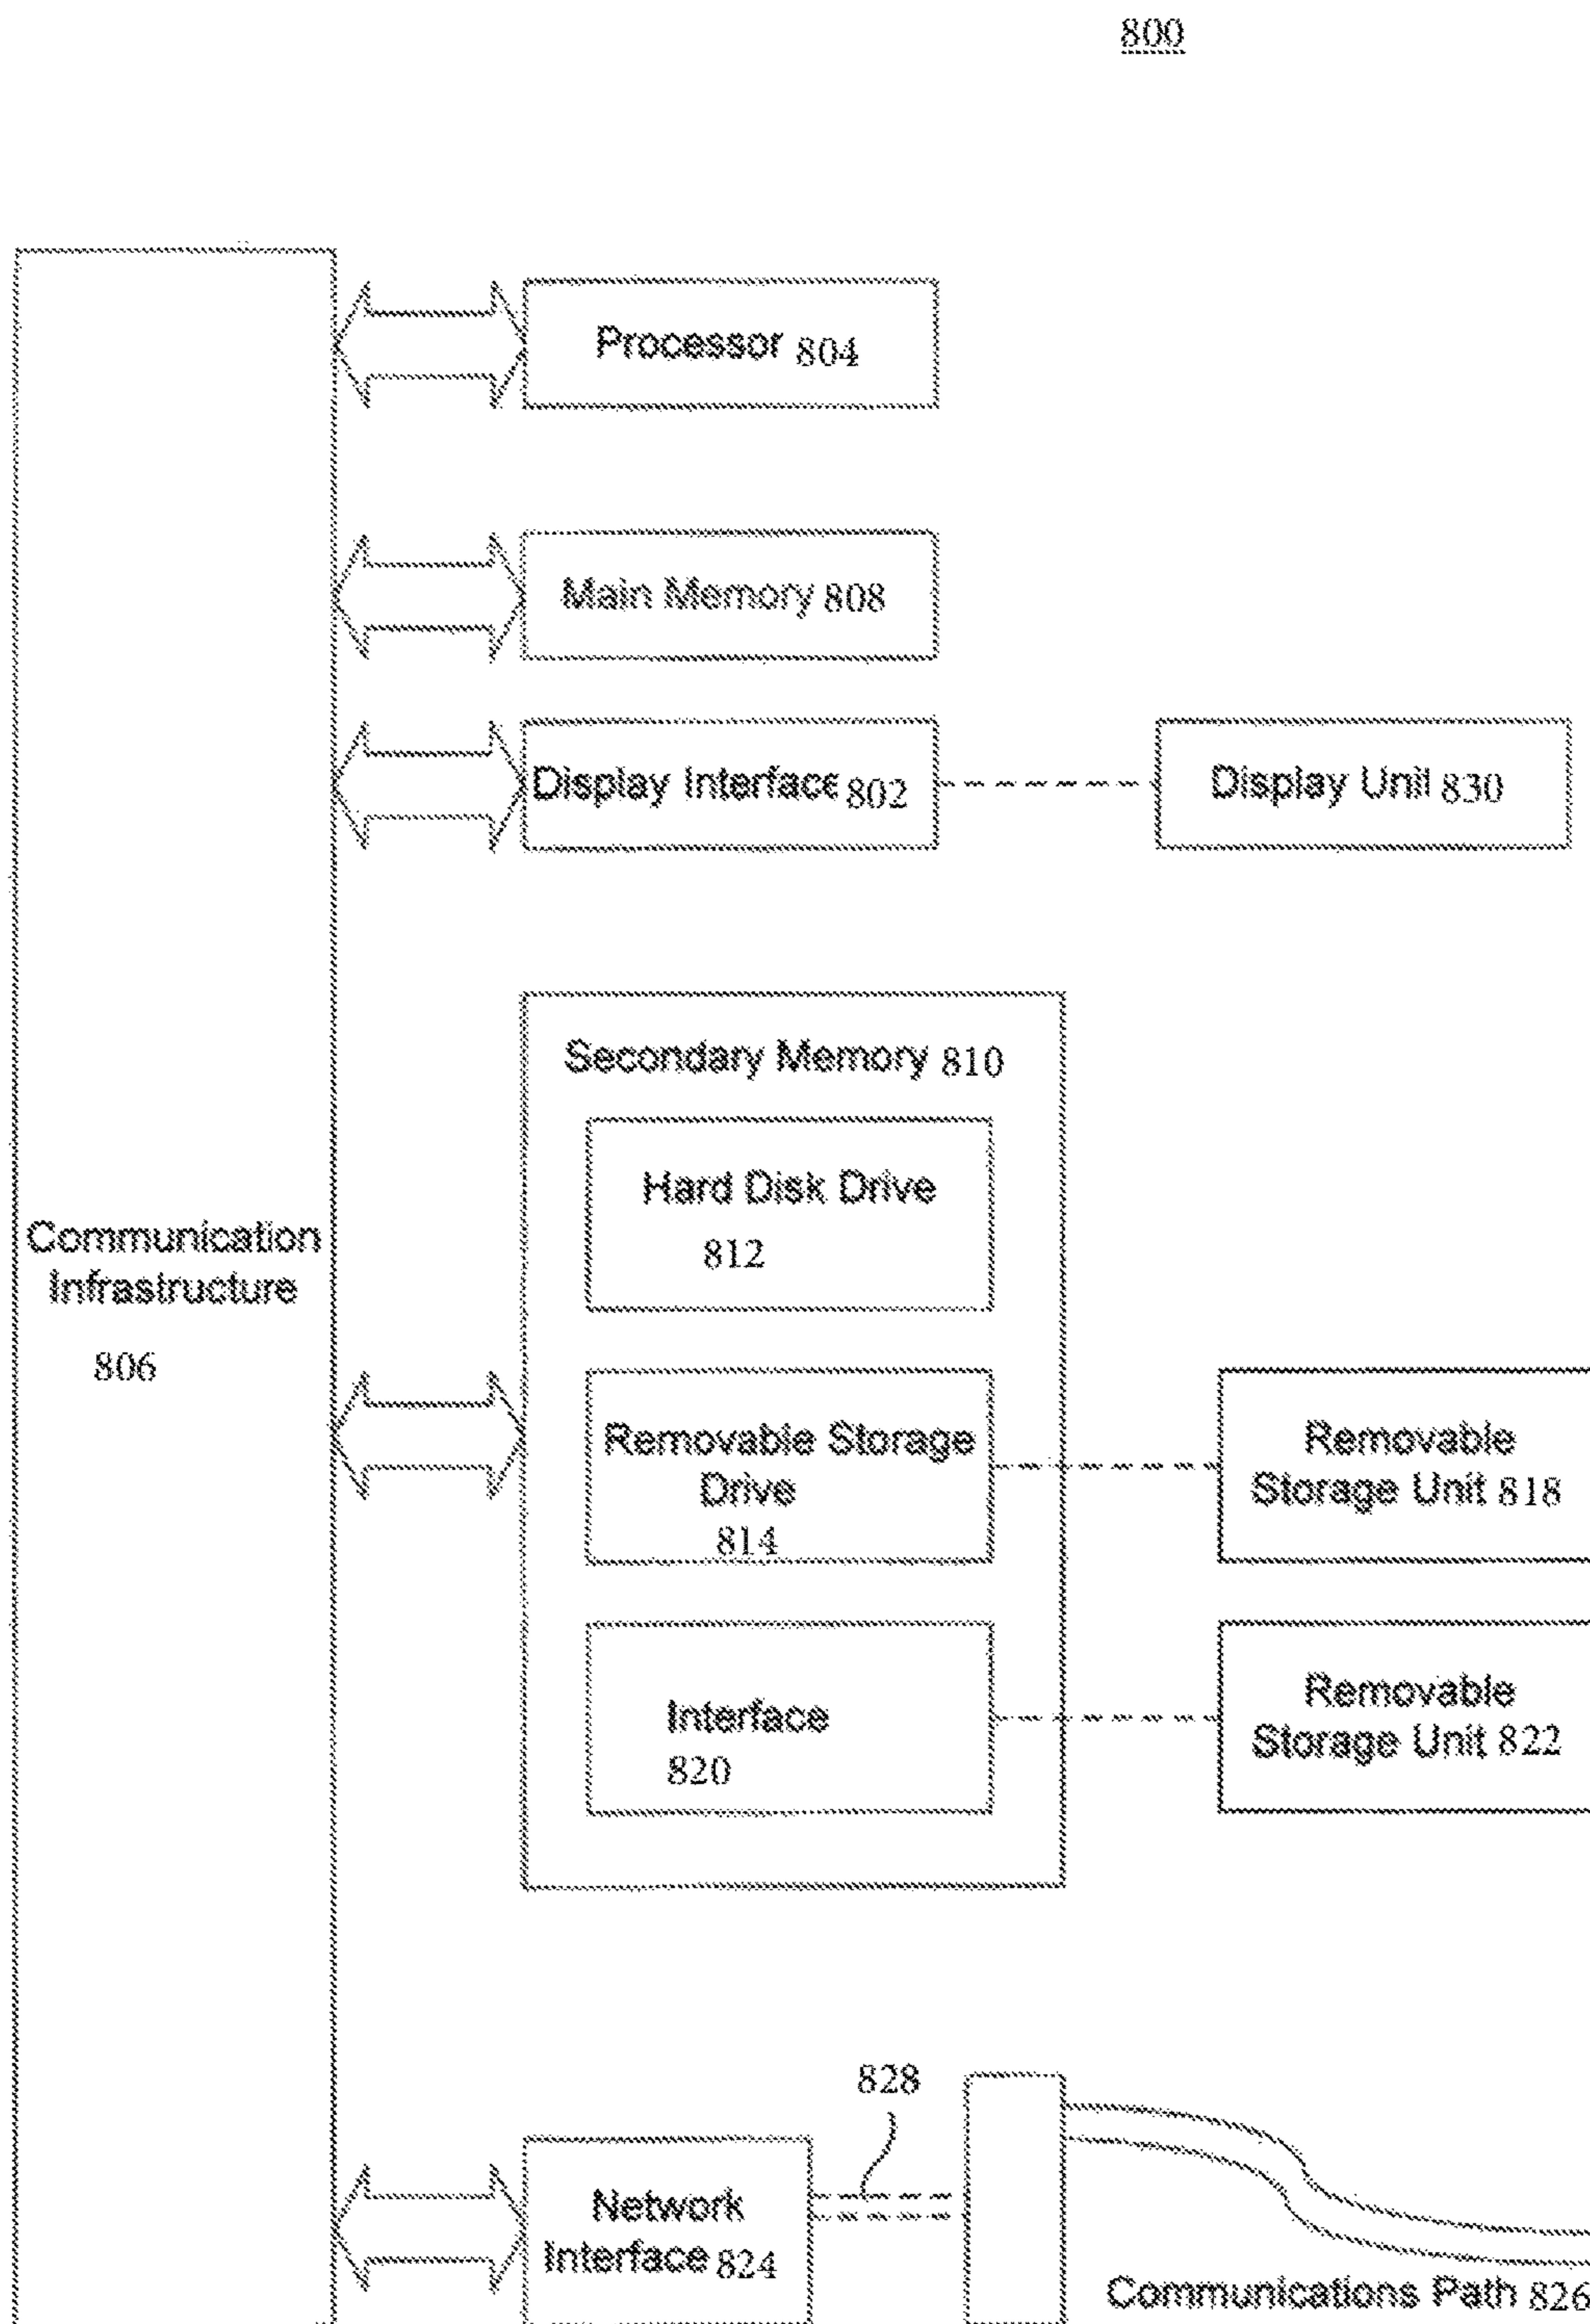 800
Processor 804
Main Memory 808
Display Interface 802
Display Unit 830
Secondary Memory 810
Hard Disk Drive
812
Communication
Infrastructure
806
Removable Storage
Drive
814
Removable
Storage Unit 818
Interface
820
Removable
Storage Unit 822
828
Network
Interface 824
Communications Path 826